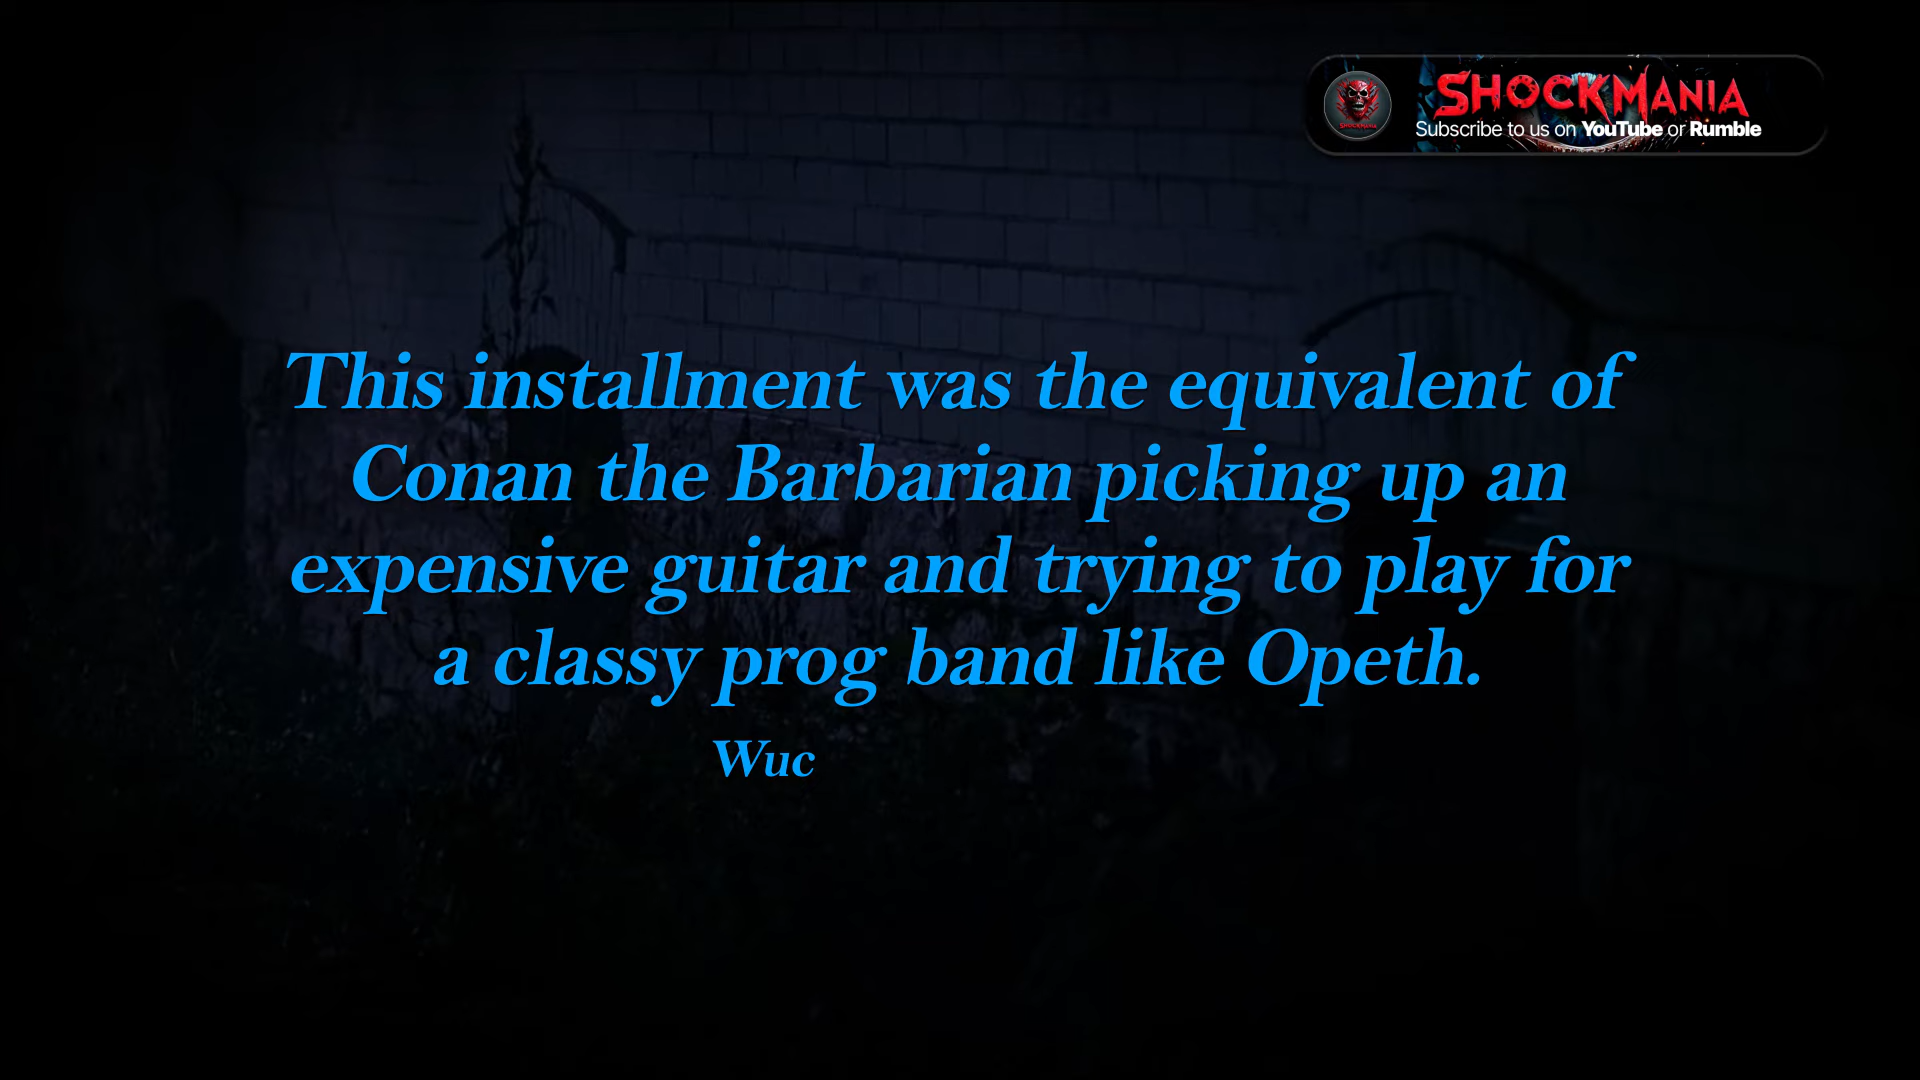 SHOCKMANIA
Subscribe to us on YouTube or Rumble
This installment was the equivalent of
Conan the Barbarian picking up an
expensive guitar and trying to play for
a classy prog band like Opeth.
Wuc